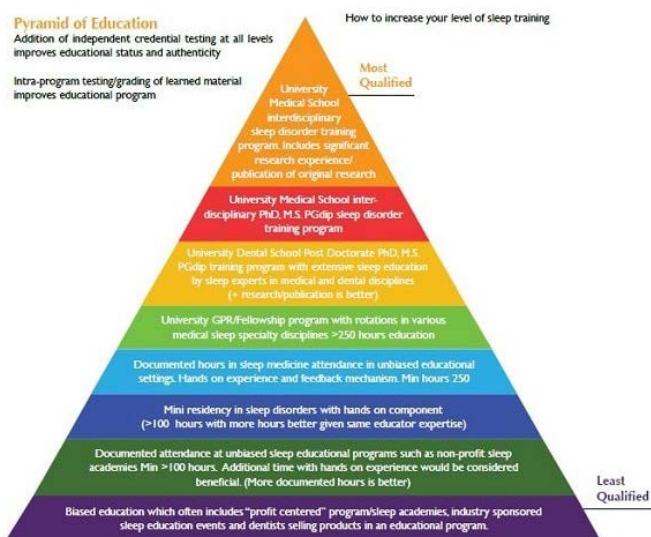 Pyramid of Education
Addition of independent credential testing at all levels
improves educational status and authenticity
Intra-program testing/grading of learned material
improves educational program
How to increase your level of sleep training
Most
Qualified
University
Medical School
interdisciplinary
sleep disorder training
program. Includes significant
research experience/
publication of original research
University Medical School inter-
disciplinary PhD, M.S. PGdip sleep disorder
training program
University Dental School Post Doctorate PhD, M.S.
PGdip training program with extensive sleep education
by sleep experts in medical and dental disciplines
(+ research/publication is better)
University GPR/Fellowship program with rotations in various
medical sleep specialty disciplines >250 hours education
Documented hours in sleep medicine attendance in unbiased educational
settings. Hands on experience and feedback mechanism. Min hours 250
Mini residency in sleep disorders with hands on component
(>100 hours with more hours better given same educator expertise)
Documented attendance at unbiased sleep educational programs such as non-profit sleep
academies Min >100 hours. Additional time with hands on experience would be considered
beneficial. (More documented hours is better)
Least
Qualified
Biased education which often includes "profit centered" program/sleep academies, industry sponsored
sleep education events and dentists selling products in an educational program.